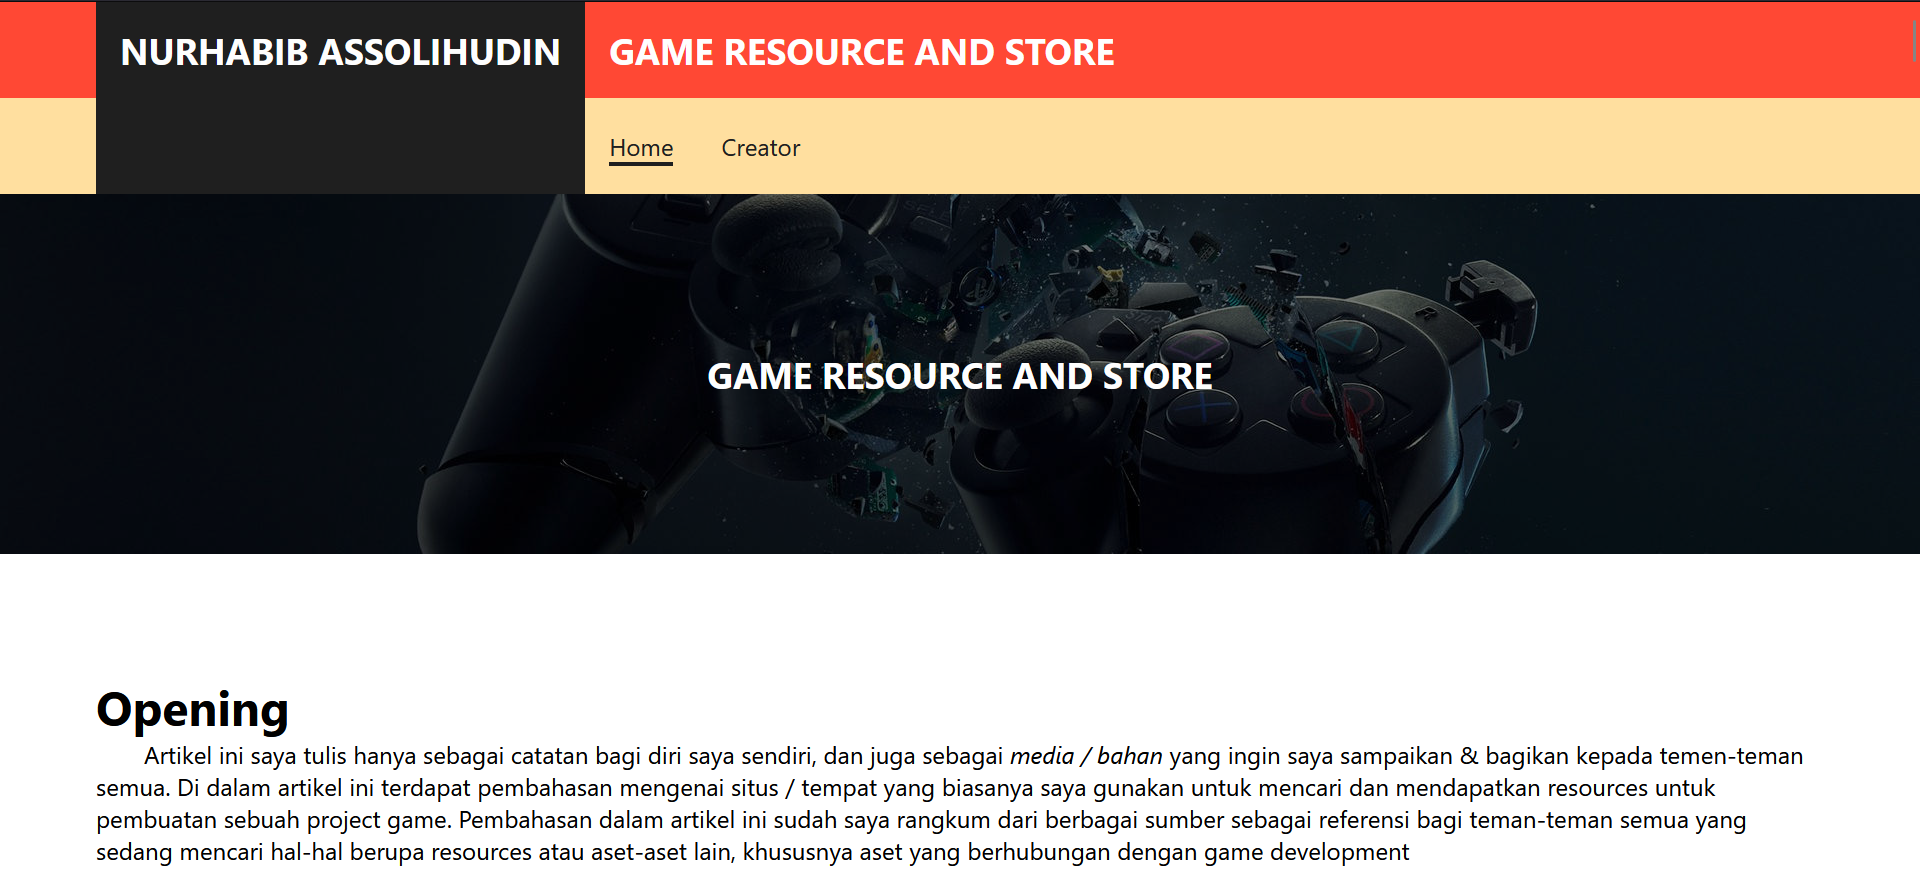 NURHABIB ASSOLIHUDIN
GAME RESOURCE AND STORE
Home
Creator
GAME RESOURCE AND STORE
Opening
Artikel ini saya tulis hanya sebagai catatan bagi diri saya sendiri, dan juga sebagai media / bahan yang ingin saya sampaikan & bagikan kepada temen-teman
semua. Di dalam artikel ini terdapat pembahasan mengenai situs / tempat yang biasanya saya gunakan untuk mencari dan mendapatkan resources untuk
pembuatan sebuah project game. Pembahasan dalam artikel ini sudah saya rangkum dari berbagai sumber sebagai referensi bagi teman-teman semua yang
sedang mencari hal-hal berupa resources atau aset-aset lain, khususnya aset yang berhubungan dengan game development